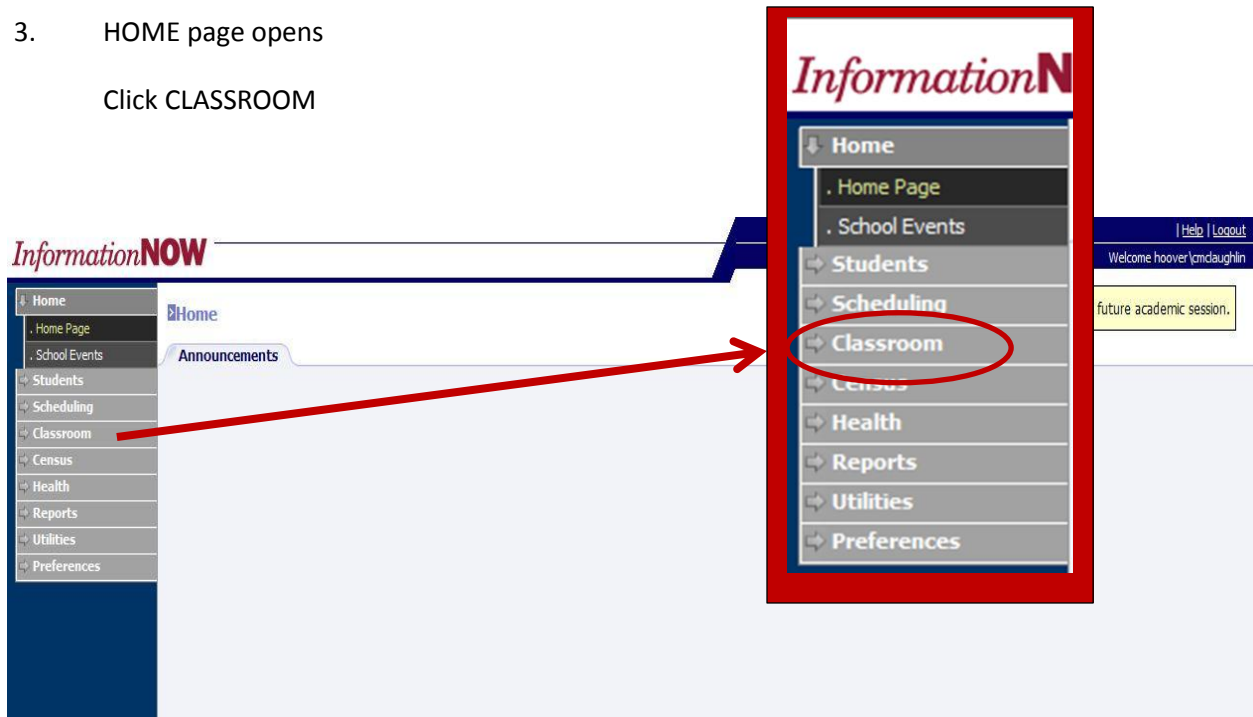 3. HOME page opens
Click CLASSROOM
InformationN
Home
. Home Page
. School Events
Students
Scheduling
Classroom
Census
Health
Reports
Utilities
Preferences
InformationNOW
| Help | Logout
Welcome hoover\cmclaughlin
Home
. Home Page
. School Events
Students
Scheduling
Classroom
Census
Health
Reports
Utilities
Preferences
Home
Announcements
future academic session.